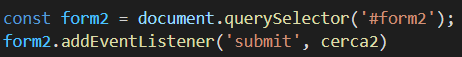 const form2 = document.querySelector('#form2');
form2.addEventListener('submit', cerca2)